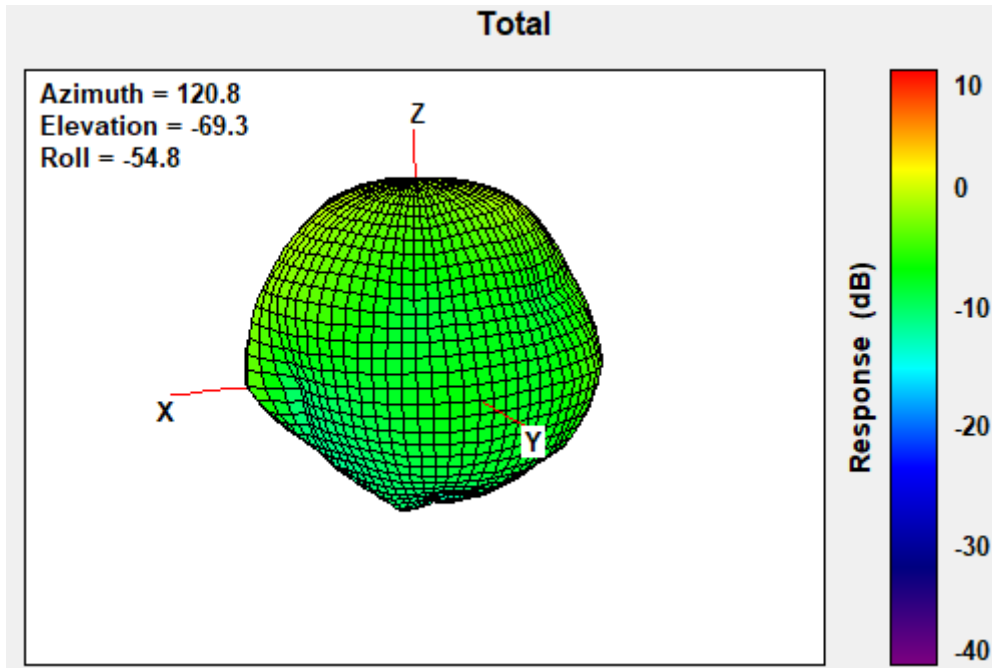 Total
Azimuth = 120.8
Elevation = -69.3
Roll = -54.8
Z
X
Y
10
0
-10
-20
-30
-40
Response (dB)